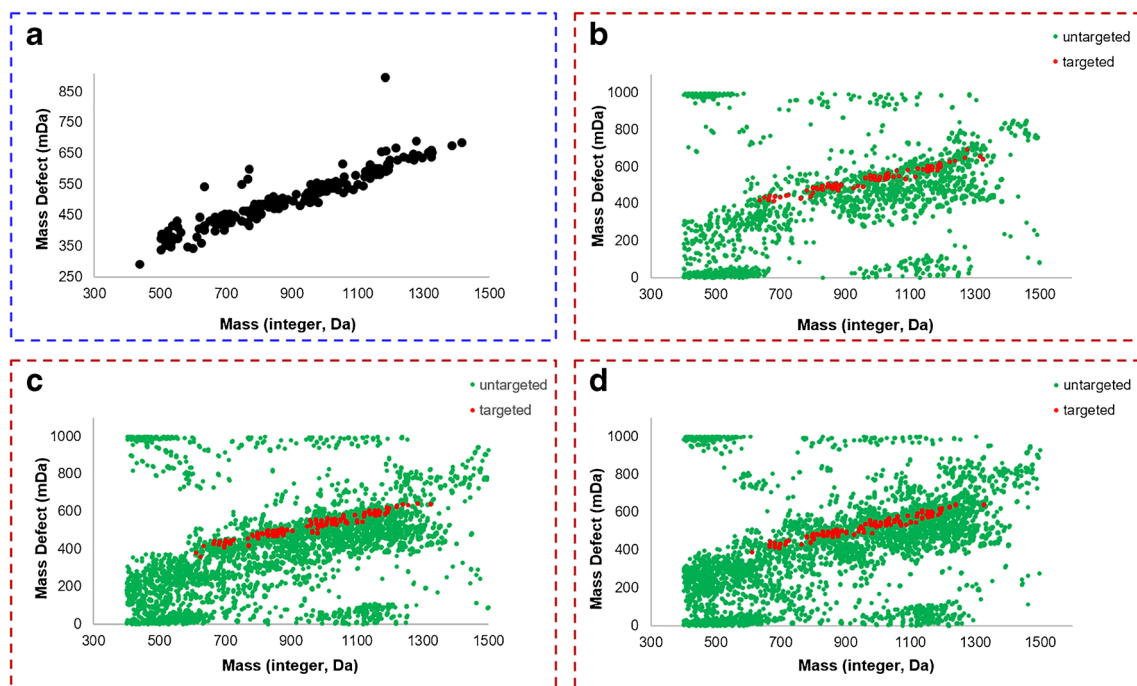 a
Mass Defect (mDa)
850
750
650
550
450
350
250
300 500 700 900 1100 1300 1500
Mass (integer, Da)
b
untargeted
targeted
Mass Defect (mDa)
1000
800
600
400
200
0
300 500 700 900 1100 1300 1500
Mass (integer, Da)
c
untargeted
targeted
Mass Defect (mDa)
1000
800
600
400
200
0
300 500 700 900 1100 1300 1500
Mass (integer, Da)
d
untargeted
targeted
Mass Defect (mDa)
1000
800
600
400
200
0
300 500 700 900 1100 1300 1500
Mass (integer, Da)